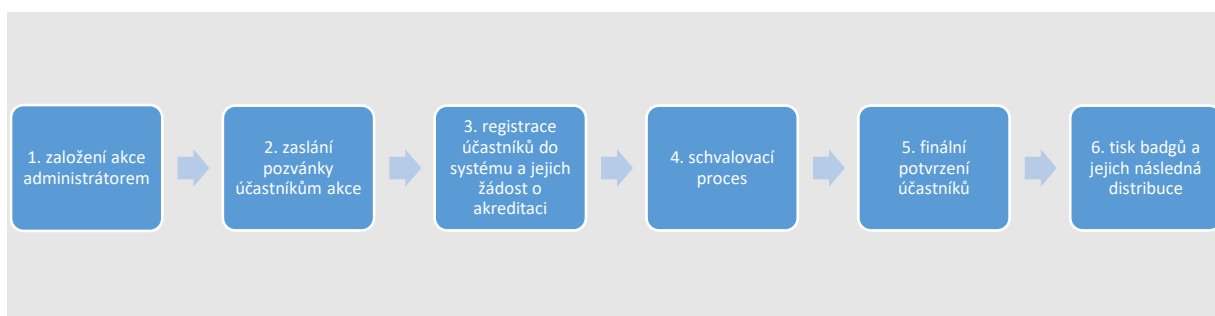 1. založení akce
administrátorem
2. zaslání
pozvánky
účastníkům akce
3. registrace
účastníků do
systému a jejich
žádost o
akreditaci
4. schvalovací
proces
5. finální
potvrzení
účastníků
6. tisk badgů a
jejich následná
distribuce